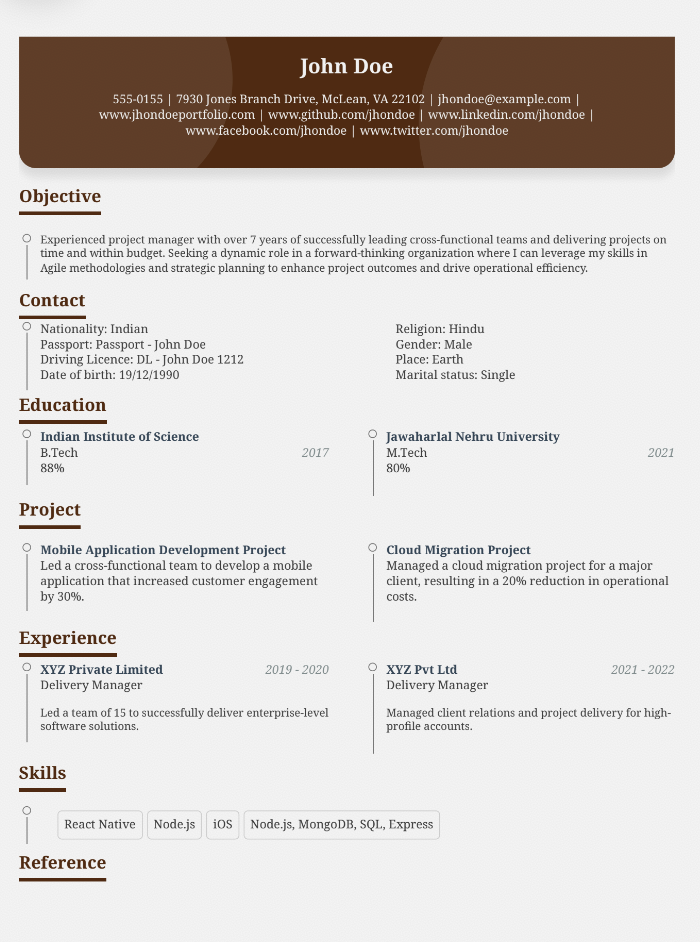 John Doe
555-0155 | 7930 Jones Branch Drive, McLean, VA 22102 | jhondoe@example.com |
www.jhondoeportfolio.com | www.github.com/jhondoe | www.linkedin.com/jhondoe |
www.facebook.com/jhondoe | www.twitter.com/jhondoe
Objective
Experienced project manager with over 7 years of successfully leading cross-functional teams and delivering projects on
time and within budget. Seeking a dynamic role in a forward-thinking organization where I can leverage my skills in
Agile methodologies and strategic planning to enhance project outcomes and drive operational efficiency.
Contact
Nationality: Indian
Passport: Passport - John Doe
Driving Licence: DL - John Doe 1212
Date of birth: 19/12/1990
Religion: Hindu
Gender: Male
Place: Earth
Marital status: Single
Education
Indian Institute of Science
B.Tech 2017
88%
Jawaharlal Nehru University
M.Tech 2021
80%
Project
Mobile Application Development Project
Led a cross-functional team to develop a mobile
application that increased customer engagement
by 30%.
Cloud Migration Project
Managed a cloud migration project for a major
client, resulting in a 20% reduction in operational
costs.
Experience
XYZ Private Limited 2019 - 2020
Delivery Manager
Led a team of 15 to successfully deliver enterprise-level
software solutions.
XYZ Pvt Ltd 2021 - 2022
Delivery Manager
Managed client relations and project delivery for high-
profile accounts.
Skills
React Native Node.js iOS Node.js, MongoDB, SQL, Express
Reference